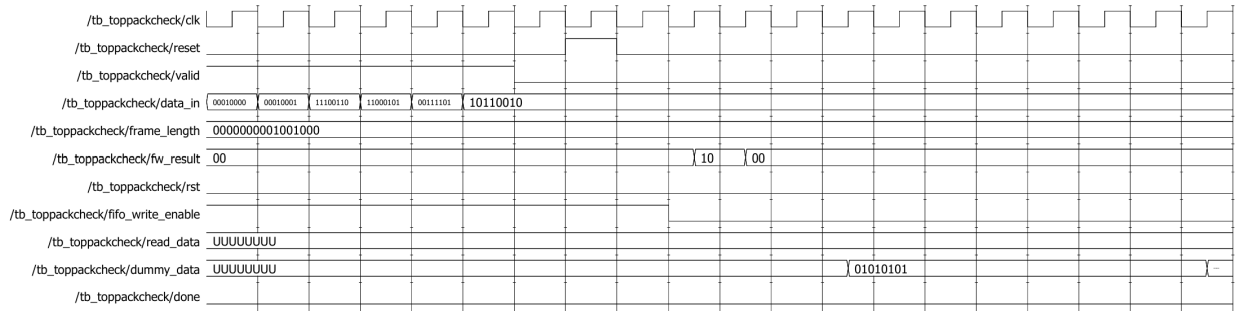 /tb_toppackcheck/clk
/tb_toppackcheck/reset
/tb_toppackcheck/valid
/tb_toppackcheck/data_in 00010000 00010001 11100110 11000101 00111101 10110010
/tb_toppackcheck/frame_length 0000000001001000
/tb_toppackcheck/fw_result 00 10 00
/tb_toppackcheck/rst
/tb_toppackcheck/fifo_write_enable
/tb_toppackcheck/read_data UUUUUUUU
/tb_toppackcheck/dummy_data UUUUUUUU 01010101 ...
/tb_toppackcheck/done